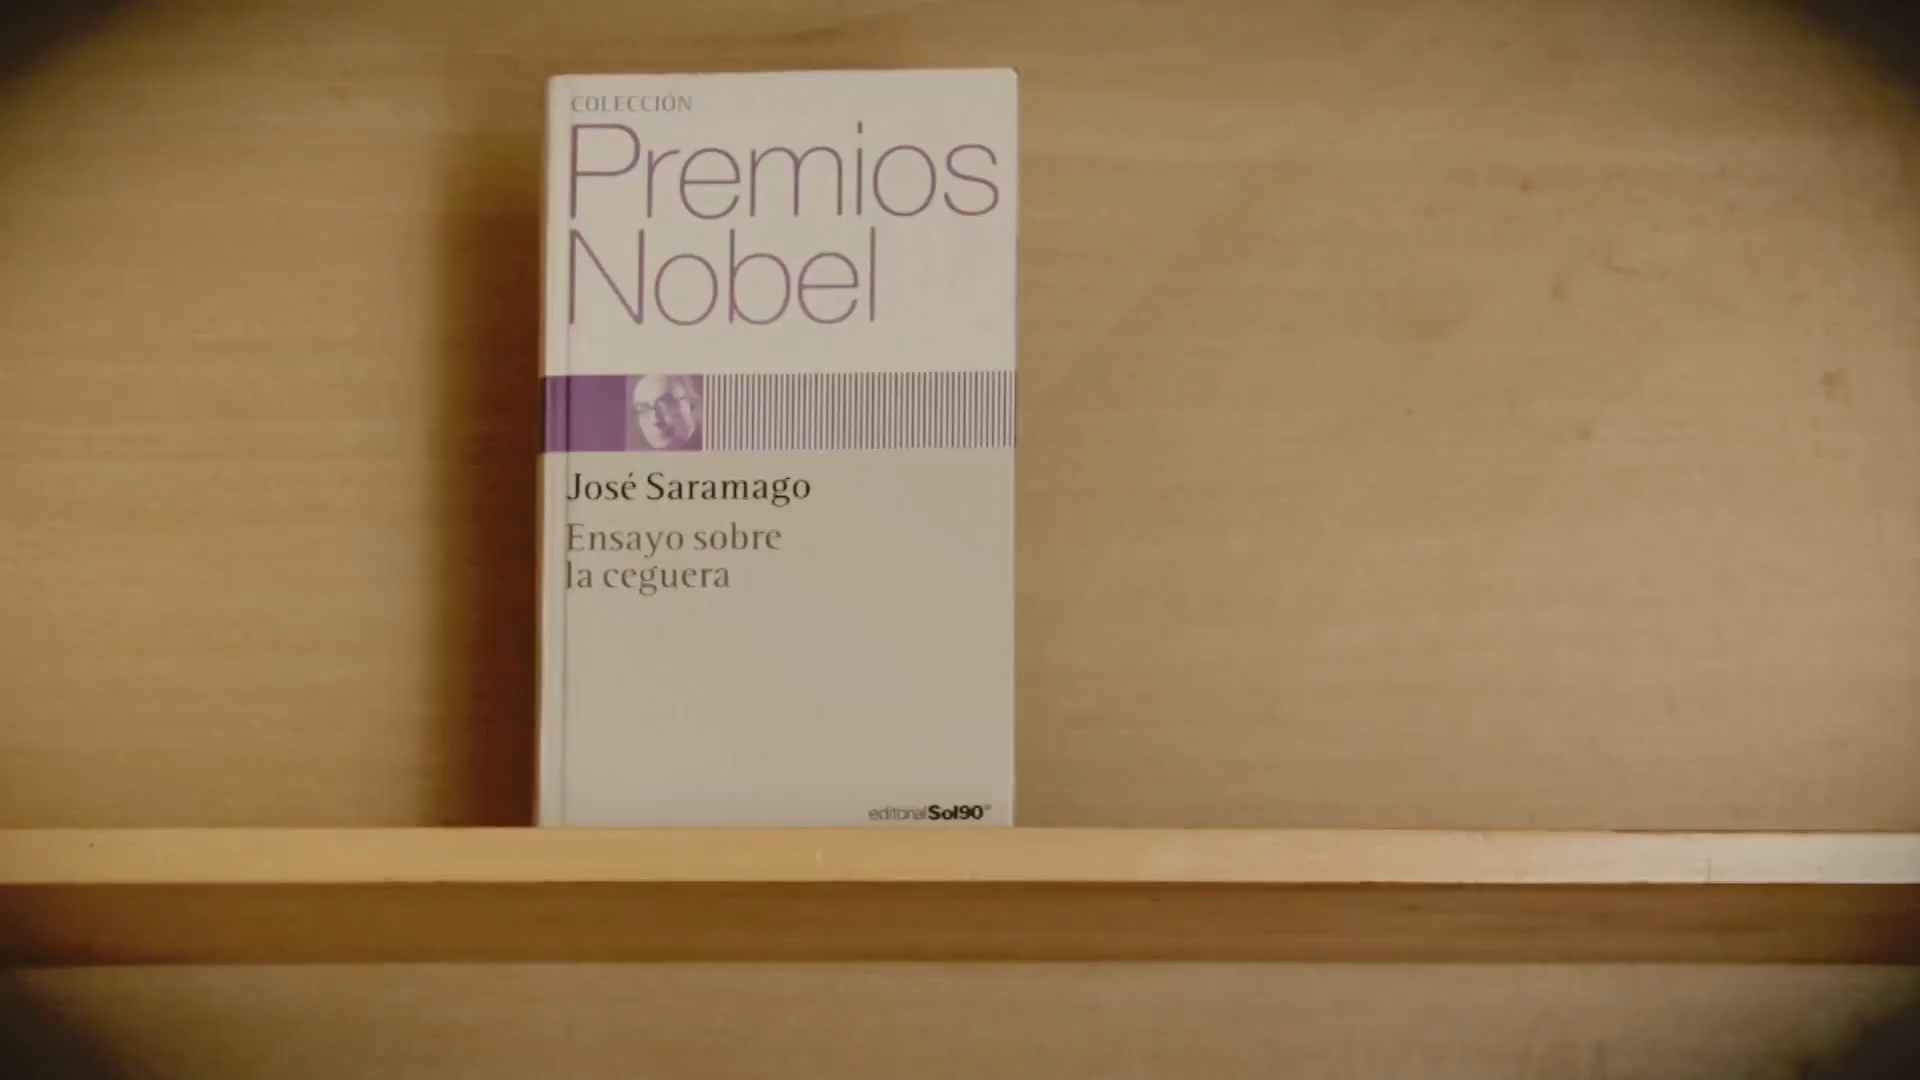 COLECCIÓN
Premios
Nobel
José Saramago
Ensayo sobre
la ceguera
editorialSol90®